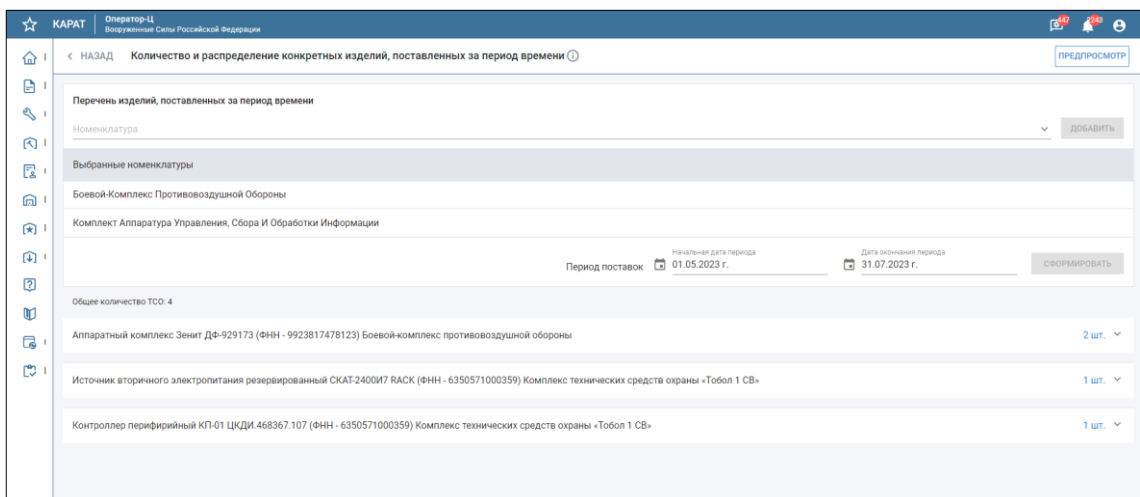 КАРАТ
Оператор-Ц
Вооруженные Силы Российской Федерации
447
2243
НАЗАД
Количество и распределение конкретных изделий, поставленных за период времени
ПРЕДПРОСМОТР
Перечень изделий, поставленных за период времени
Номенклатура
ДОБАВИТЬ
Выбранные номенклатуры
Боевой-Комплекс Противовоздушной Обороны
Комплект Аппаратура Управления, Сбора И Обработки Информации
Период поставок
Начальная дата периода
01.05.2023 г.
Дата окончания периода
31.07.2023 г.
СФОРМИРОВАТЬ
Общее количество ТСО: 4
Аппаратный комплекс Зенит ДФ-929173 (ФНН - 9923817478123) Боевой-комплекс противовоздушной обороны
2 шт.
Источник вторичного электропитания резервированный СКАТ-2400И7 RACK (ФНН - 6350571000359) Комплекс технических средств охраны «Тобол 1 СВ»
1 шт.
Контроллер перифирийный КП-01 ЦКДИ.468367.107 (ФНН - 6350571000359) Комплекс технических средств охраны «Тобол 1 СВ»
1 шт.